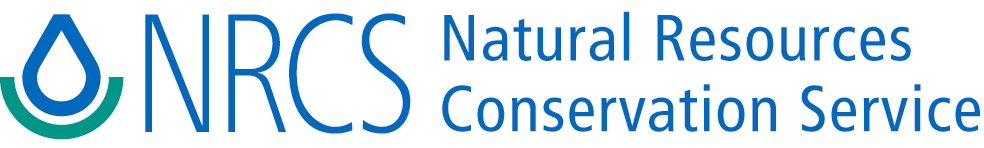 NRCS
Natural Resources
Conservation Service